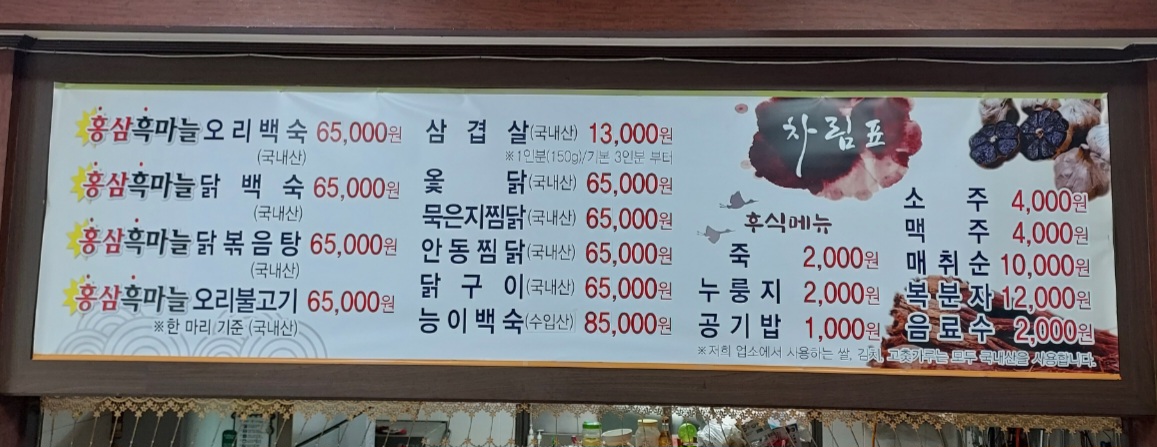 홍삼흑마늘 오리백숙 65,000원
(국내산)
홍삼흑마늘 닭 백 숙 65,000원
(국내산)
홍삼흑마늘 닭볶음탕 65,000원
(국내산)
홍삼흑마늘 오리불고기 65,000원
※한 마리 기준 (국내산)
삼 겹 살(국내산) 13,000원
※1인분(150g)/기본 3인분 부터
옻 닭(국내산) 65,000원
묵은지찜닭(국내산) 65,000원
안동찜닭(국내산) 65,000원
닭 구 이(국내산) 65,000원
능이백숙(수입산) 85,000원
차림표
후식메뉴
죽 2,000원
누룽지 2,000원
공기밥 1,000원
소 주 4,000원
맥 주 4,000원
매취순 10,000원
복분자 12,000원
음료수 2,000원
※저희 업소에서 사용하는 쌀, 김치, 고춧가루는 모두 국내산을 사용합니다.